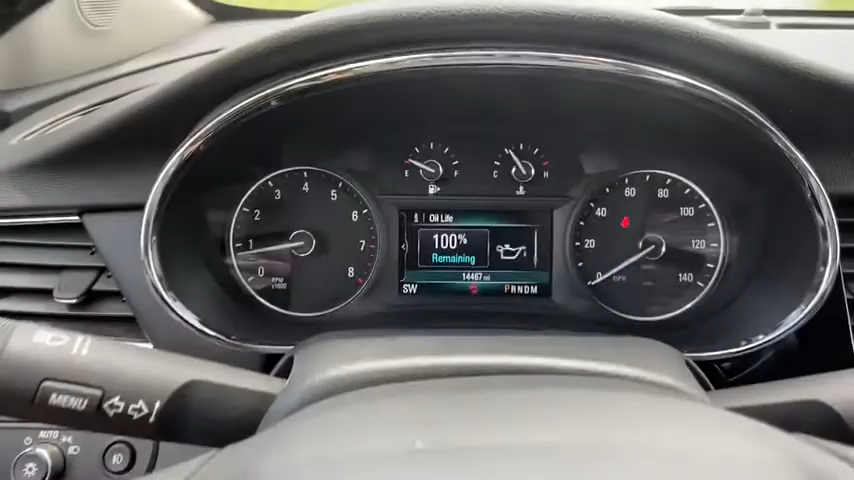 E F
C H
0 1 2 3 4 5 6 7 8
RPM
x1000
Oil Life
100%
Remaining
14467 mi
SW PRNDM
0 20 40 60 80 100 120 140
MPH
MENU
AUTO